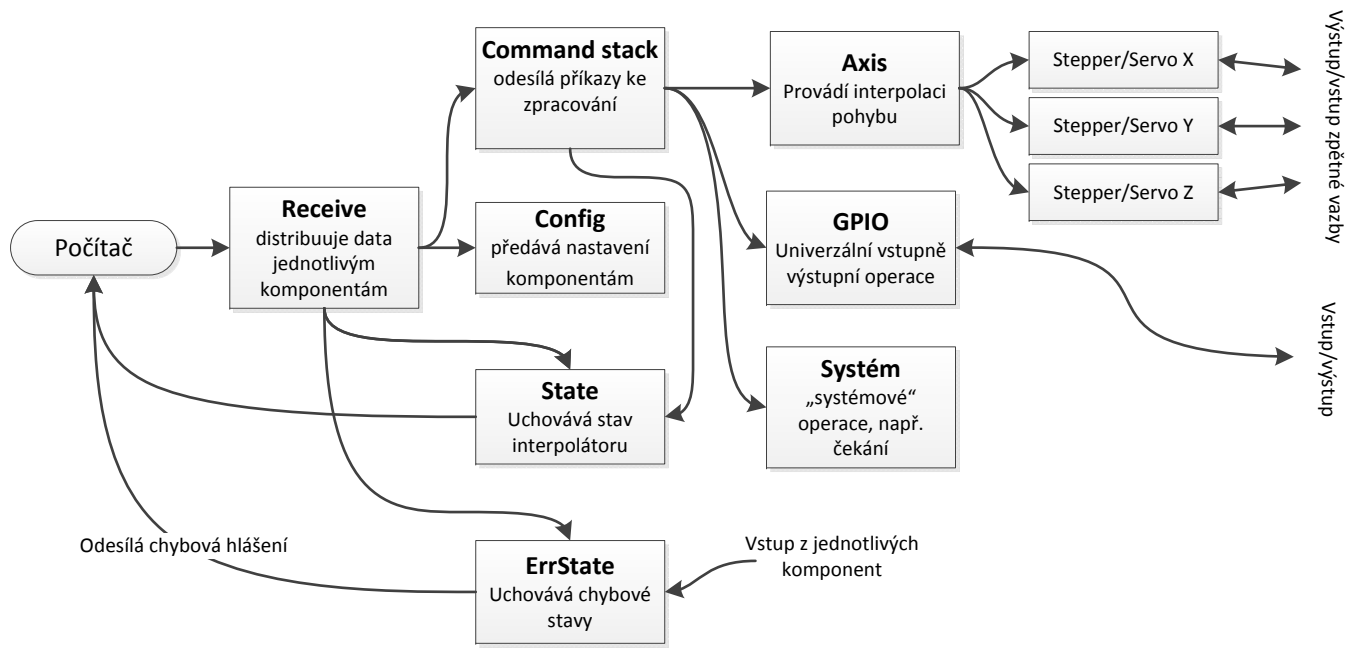 Command stack
odesílá příkazy ke
zpracování
Axis
Provádí interpolaci
pohybu
Stepper/Servo X
Stepper/Servo Y
Stepper/Servo Z
Výstup/vstup zpětné vazby
Počítač
Receive
distribuuje data
jednotlivým
komponentám
Config
předává nastavení
komponentám
GPIO
Univerzální vstupně
výstupní operace
Vstup/výstup
State
Uchovává stav
interpolátoru
Systém
„systémové“
operace, např.
čekání
Odesílá chybová hlášení
ErrState
Uchovává chybové
stavy
Vstup z jednotlivých
komponent